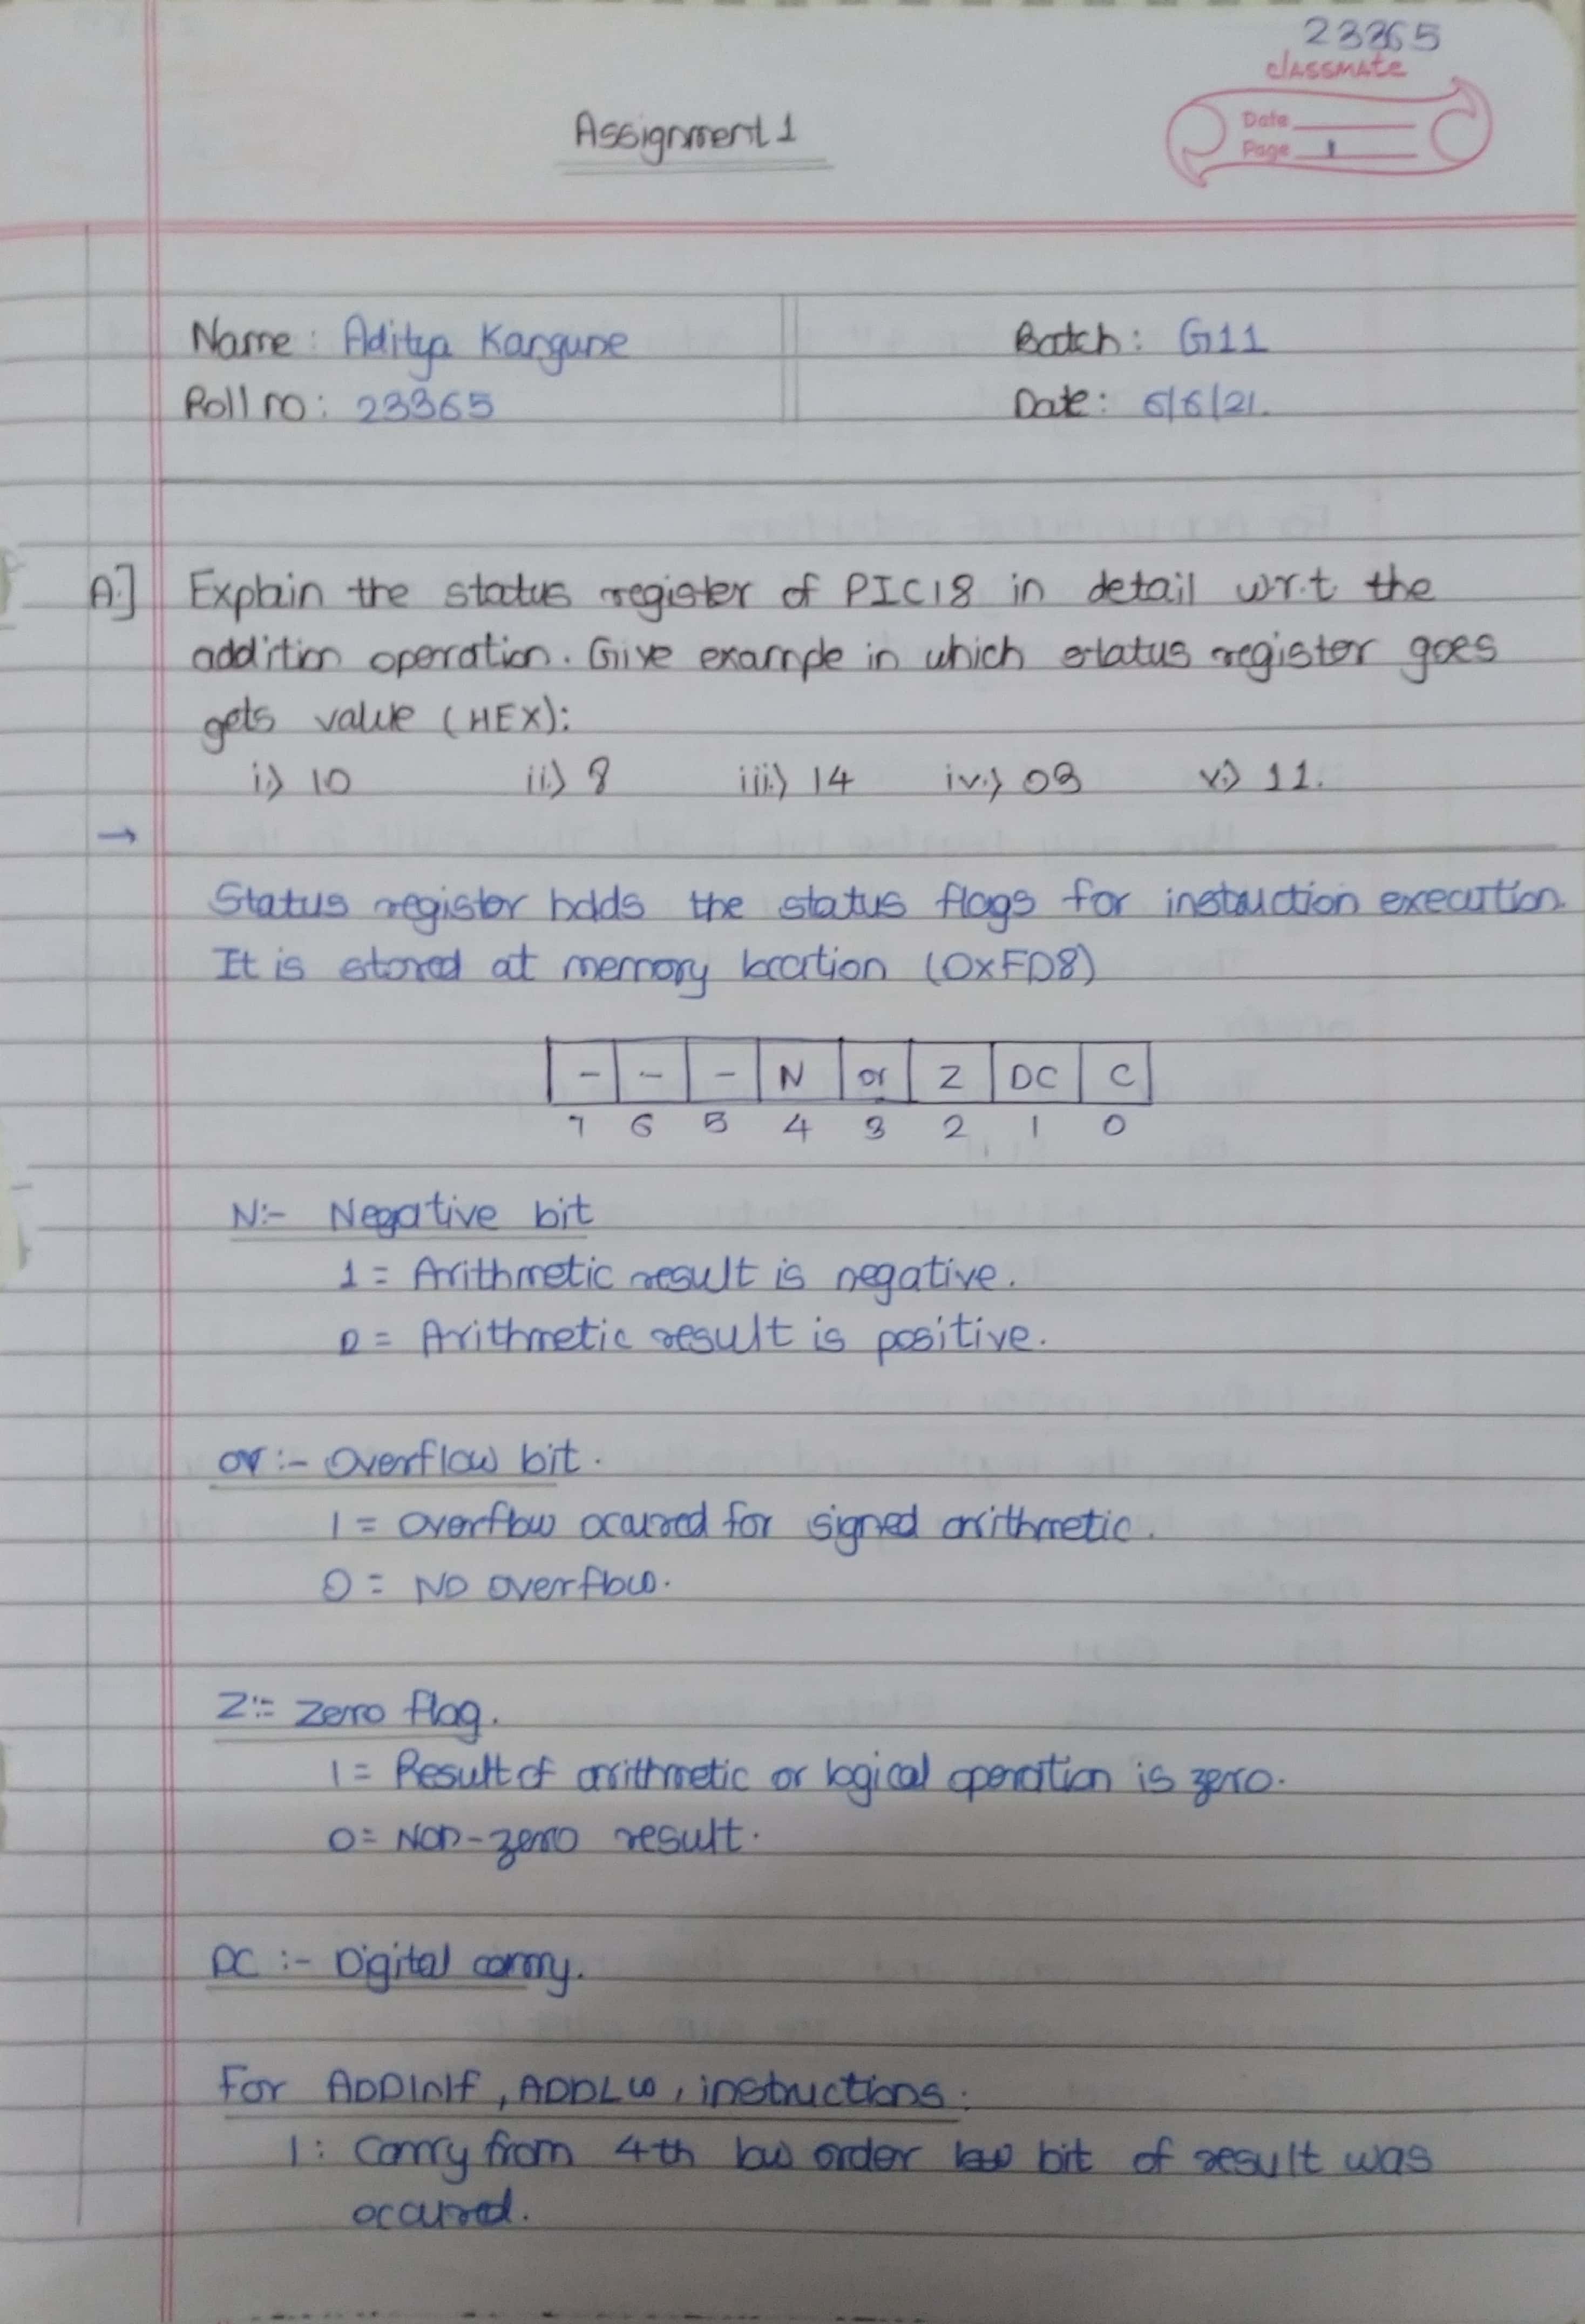 23365
classmate
Date
Page 1
Assignment 1
Name: Aditya Kangune
Batch: G11
Roll no: 23365
Date: 6/6/21.
A.] Explain the status register of PIC18 in detail w.r.t. the
addition operation. Give example in which status register goes
gets value (HEX):
i.) 10 ii.) 8 iii.) 14 iv.) 03 v.) 11.
→
Status register holds the status flags for instruction execution.
It is stored at memory location (0xFD8)
- - - N or Z DC C
7 6 5 4 3 2 1 0
N:- Negative bit
1 = Arithmetic result is negative.
0 = Arithmetic result is positive.
ov :- Overflow bit.
1 = overflow occured for signed arithmetic.
0 = No overflow.
Z:= Zero flag.
1 = Result of arithmetic or logical operation is zero.
0 = Non-zero result.
DC :- Digital carry.
For ADDWf, ADDLW, instructions:
1: Carry from 4th low order bit of result was
occured.